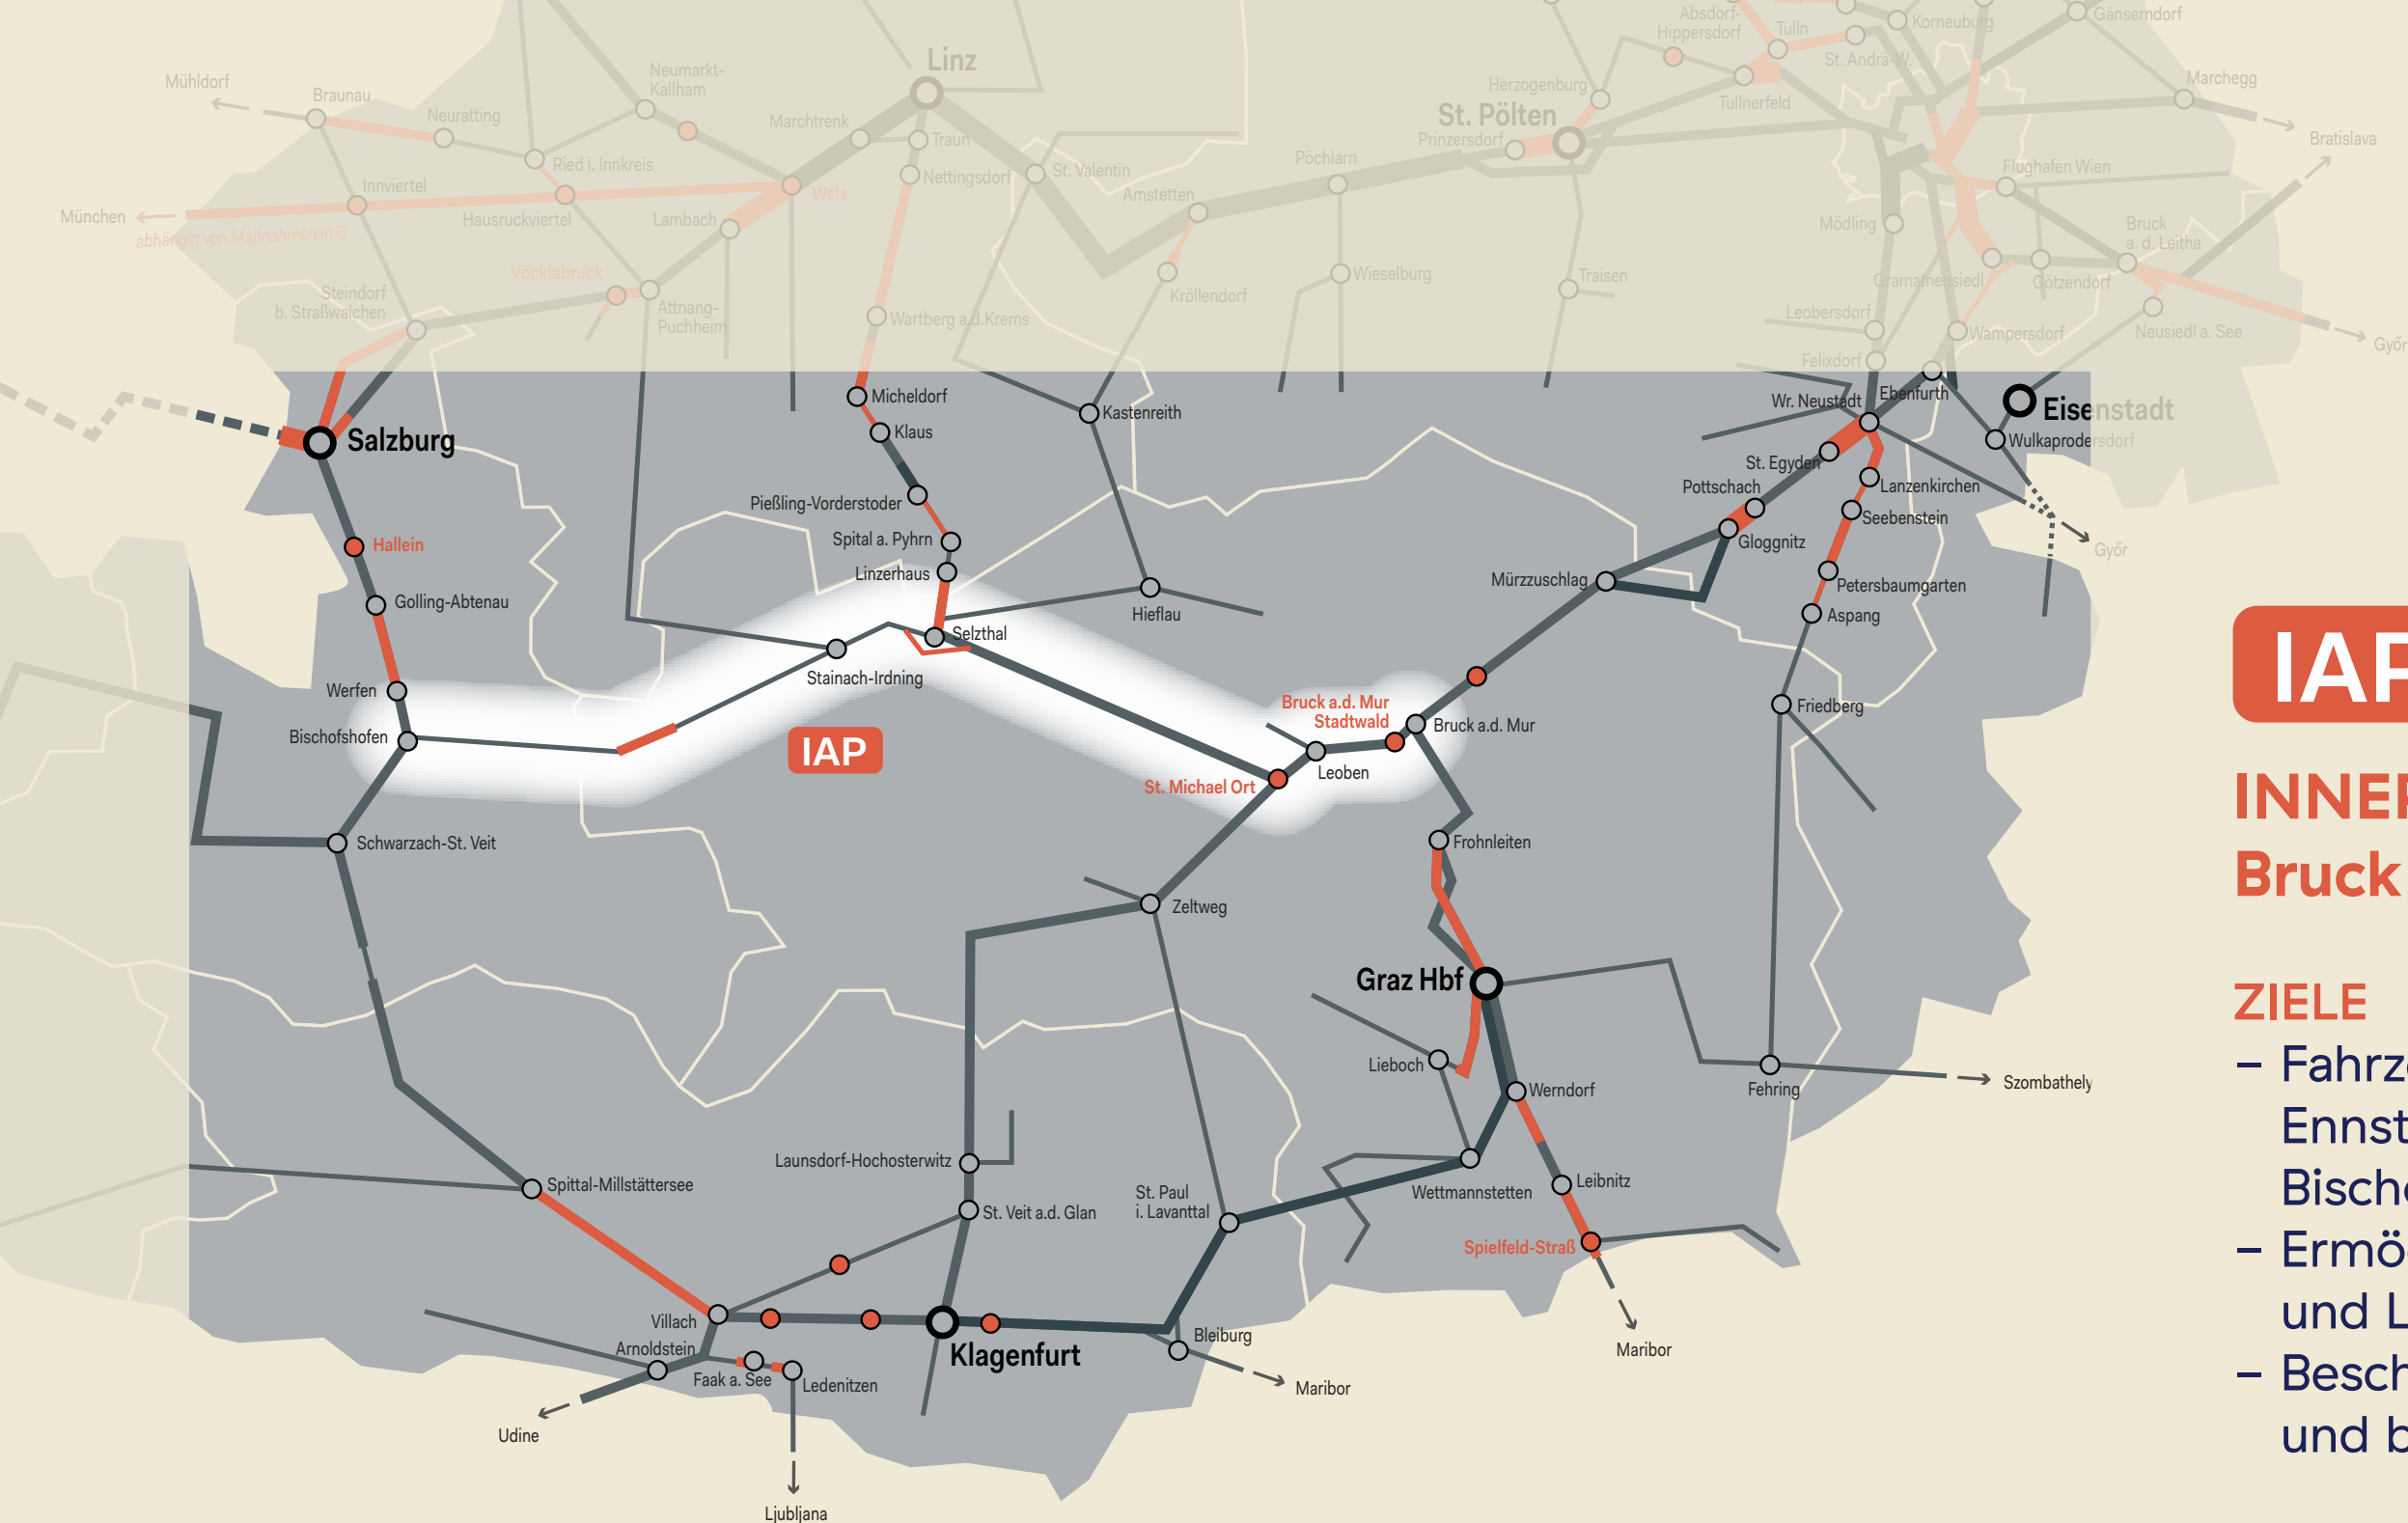 Linz
St. Pölten
Mühldorf
Braunau
Neuratting
Neumarkt-
Kallham
Marchtrenk
Traun
Nettingsdorf
St. Valentin
Ried i. Innkreis
Innviertel
Hausruckviertel
Wels
Lambach
München
abhängig von Maßnahmen in D
Vöcklabruck
Attnang-
Puchheim
Steindorf
b. Straßwalchen
Wartberg a.d.Krems
Amstetten
Kröllendorf
Pöchlarn
Wieselburg
Prinzersdorf
Herzogenburg
Traisen
Absdorf-
Hippersdorf
Tulln
Tullnerfeld
St. Andrä-W.
Korneuburg
Gänserndorf
Marchegg
Bratislava
Flughafen Wien
Mödling
Bruck
a. d. Leitha
Gramatneusiedl
Götzendorf
Leobersdorf
Wampersdorf
Neusiedl a. See
Felixdorf
Győr
Micheldorf
Klaus
Kastenreith
Pießling-Vorderstoder
Spital a. Pyhrn
Linzerhaus
Selzthal
Hieflau
Stainach-Irdning
Salzburg
Hallein
Golling-Abtenau
Werfen
Bischofshofen
Schwarzach-St. Veit
IAP
Bruck a.d. Mur
Stadtwald
Bruck a.d. Mur
St. Michael Ort
Leoben
Wr. Neustadt
Ebenfurth
Eisenstadt
Wulkaprodersdorf
St. Egyden
Pottschach
Lanzenkirchen
Seebenstein
Gloggnitz
Mürzzuschlag
Petersbaumgarten
Aspang
Friedberg
Győr
Frohnleiten
Zeltweg
Graz Hbf
Lieboch
Werndorf
Fehring
Szombathely
Launsdorf-Hochosterwitz
St. Veit a.d. Glan
St. Paul
i. Lavanttal
Wettmannstetten
Leibnitz
Spielfeld-Straß
Maribor
Spittal-Millstättersee
Villach
Arnoldstein
Faak a. See
Ledenitzen
Klagenfurt
Bleiburg
Maribor
Udine
Ljubljana
IAP
INNER
Bruck
ZIELE
– Fahrze
Ennst
Bischo
– Ermö
und L
– Besch
und b